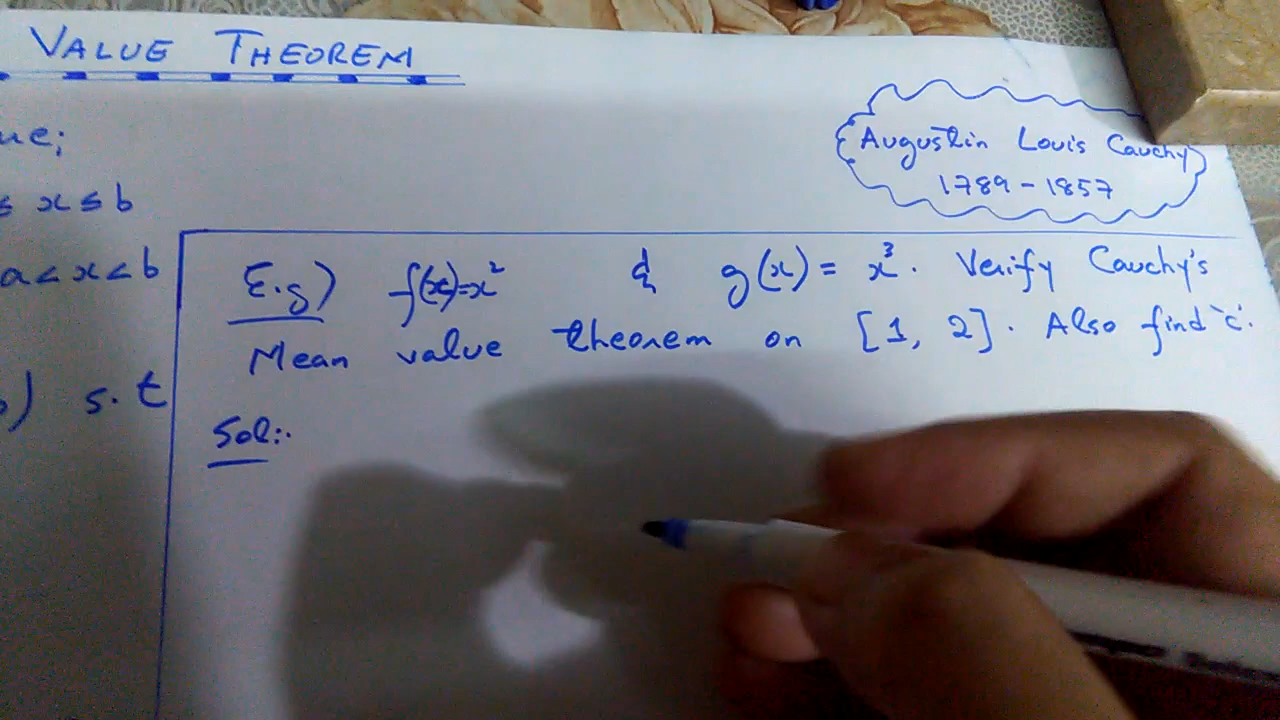 VALUE THEOREM
Augustin Louis Cauchy
1789 - 1857
≤ x ≤ b
a < x < b
s.t
E.g) f(x)=x² & g(x) = x³. Verify Cauchy's
Mean value theorem on [1, 2]. Also find 'c'.
Sol:.